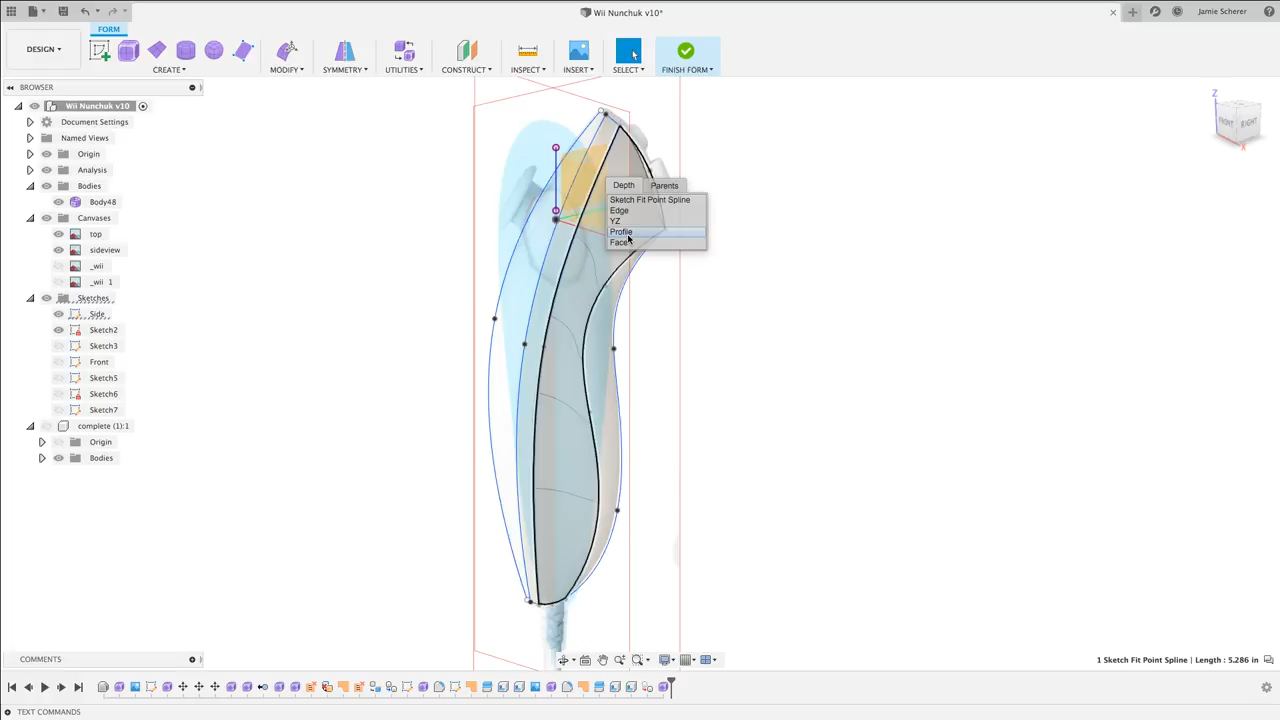 Wii Nunchuk v10*
Jamie Scherer
DESIGN
FORM
CREATE
MODIFY
SYMMETRY
UTILITIES
CONSTRUCT
INSPECT
INSERT
SELECT
FINISH FORM
BROWSER
Wii Nunchuk v10
Document Settings
Named Views
Origin
Analysis
Bodies
Body48
Canvases
top
sideview
_wii
_wii 1
Sketches
Side
Sketch2
Sketch3
Front
Sketch5
Sketch6
Sketch7
complete (1):1
Origin
Bodies
Depth Parents
Sketch Fit Point Spline
Edge
YZ
Profile
Face
Z
FRONT RIGHT
X
COMMENTS
1 Sketch Fit Point Spline | Length : 5.286 in
TEXT COMMANDS